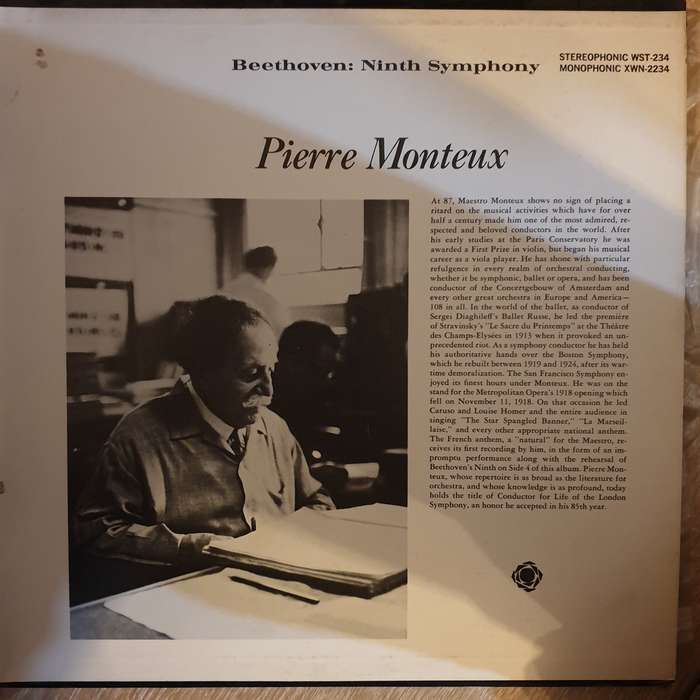 Beethoven: Ninth Symphony
STEREOPHONIC WST-234
MONOPHONIC XWN-2234
Pierre Monteux
At 87, Maestro Monteux shows no sign of placing a
ritard on the musical activities which have for over
half a century made him one of the most admired, re-
spected and beloved conductors in the world. After
his early studies at the Paris Conservatory he was
awarded a First Prize in violin, but began his musical
career as a viola player. He has shone with particular
refulgence in every realm of orchestral conducting,
whether it be symphonic, ballet or opera, and has been
conductor of the Concertgebouw of Amsterdam and
every other great orchestra in Europe and America—
108 in all. In the world of the ballet, as conductor of
Serges Diaghileff's Ballet Russe, he led the première
of Stravinsky's "Le Sacre du Printemps" at the Théâtre
des Champs-Elysées in 1913 when it provoked an un-
precedented riot. As a symphony conductor he has held
his authoritative hands over the Boston Symphony,
which he rebuilt between 1919 and 1924, after its war-
time demoralization. The San Francisco Symphony en-
joyed its finest hours under Monteux. He was on the
stand for the Metropolitan Opera's 1918 opening which
fell on November 11, 1918. On that occasion he led
Caruso and Louise Homer and the entire audience in
singing "The Star Spangled Banner," "La Marseil-
laise," and every other appropriate national anthem.
The French anthem, a "natural" for the Maestro, re-
ceives its first recording by him, in the form of an im-
promptu performance along with the rehearsal of
Beethoven's Ninth on Side 4 of this album. Pierre Mon-
teux, whose repertoire is as broad as the literature for
orchestra, and whose knowledge is as profound, today
holds the title of Conductor for Life of the London
Symphony, an honor he accepted in his 85th year.